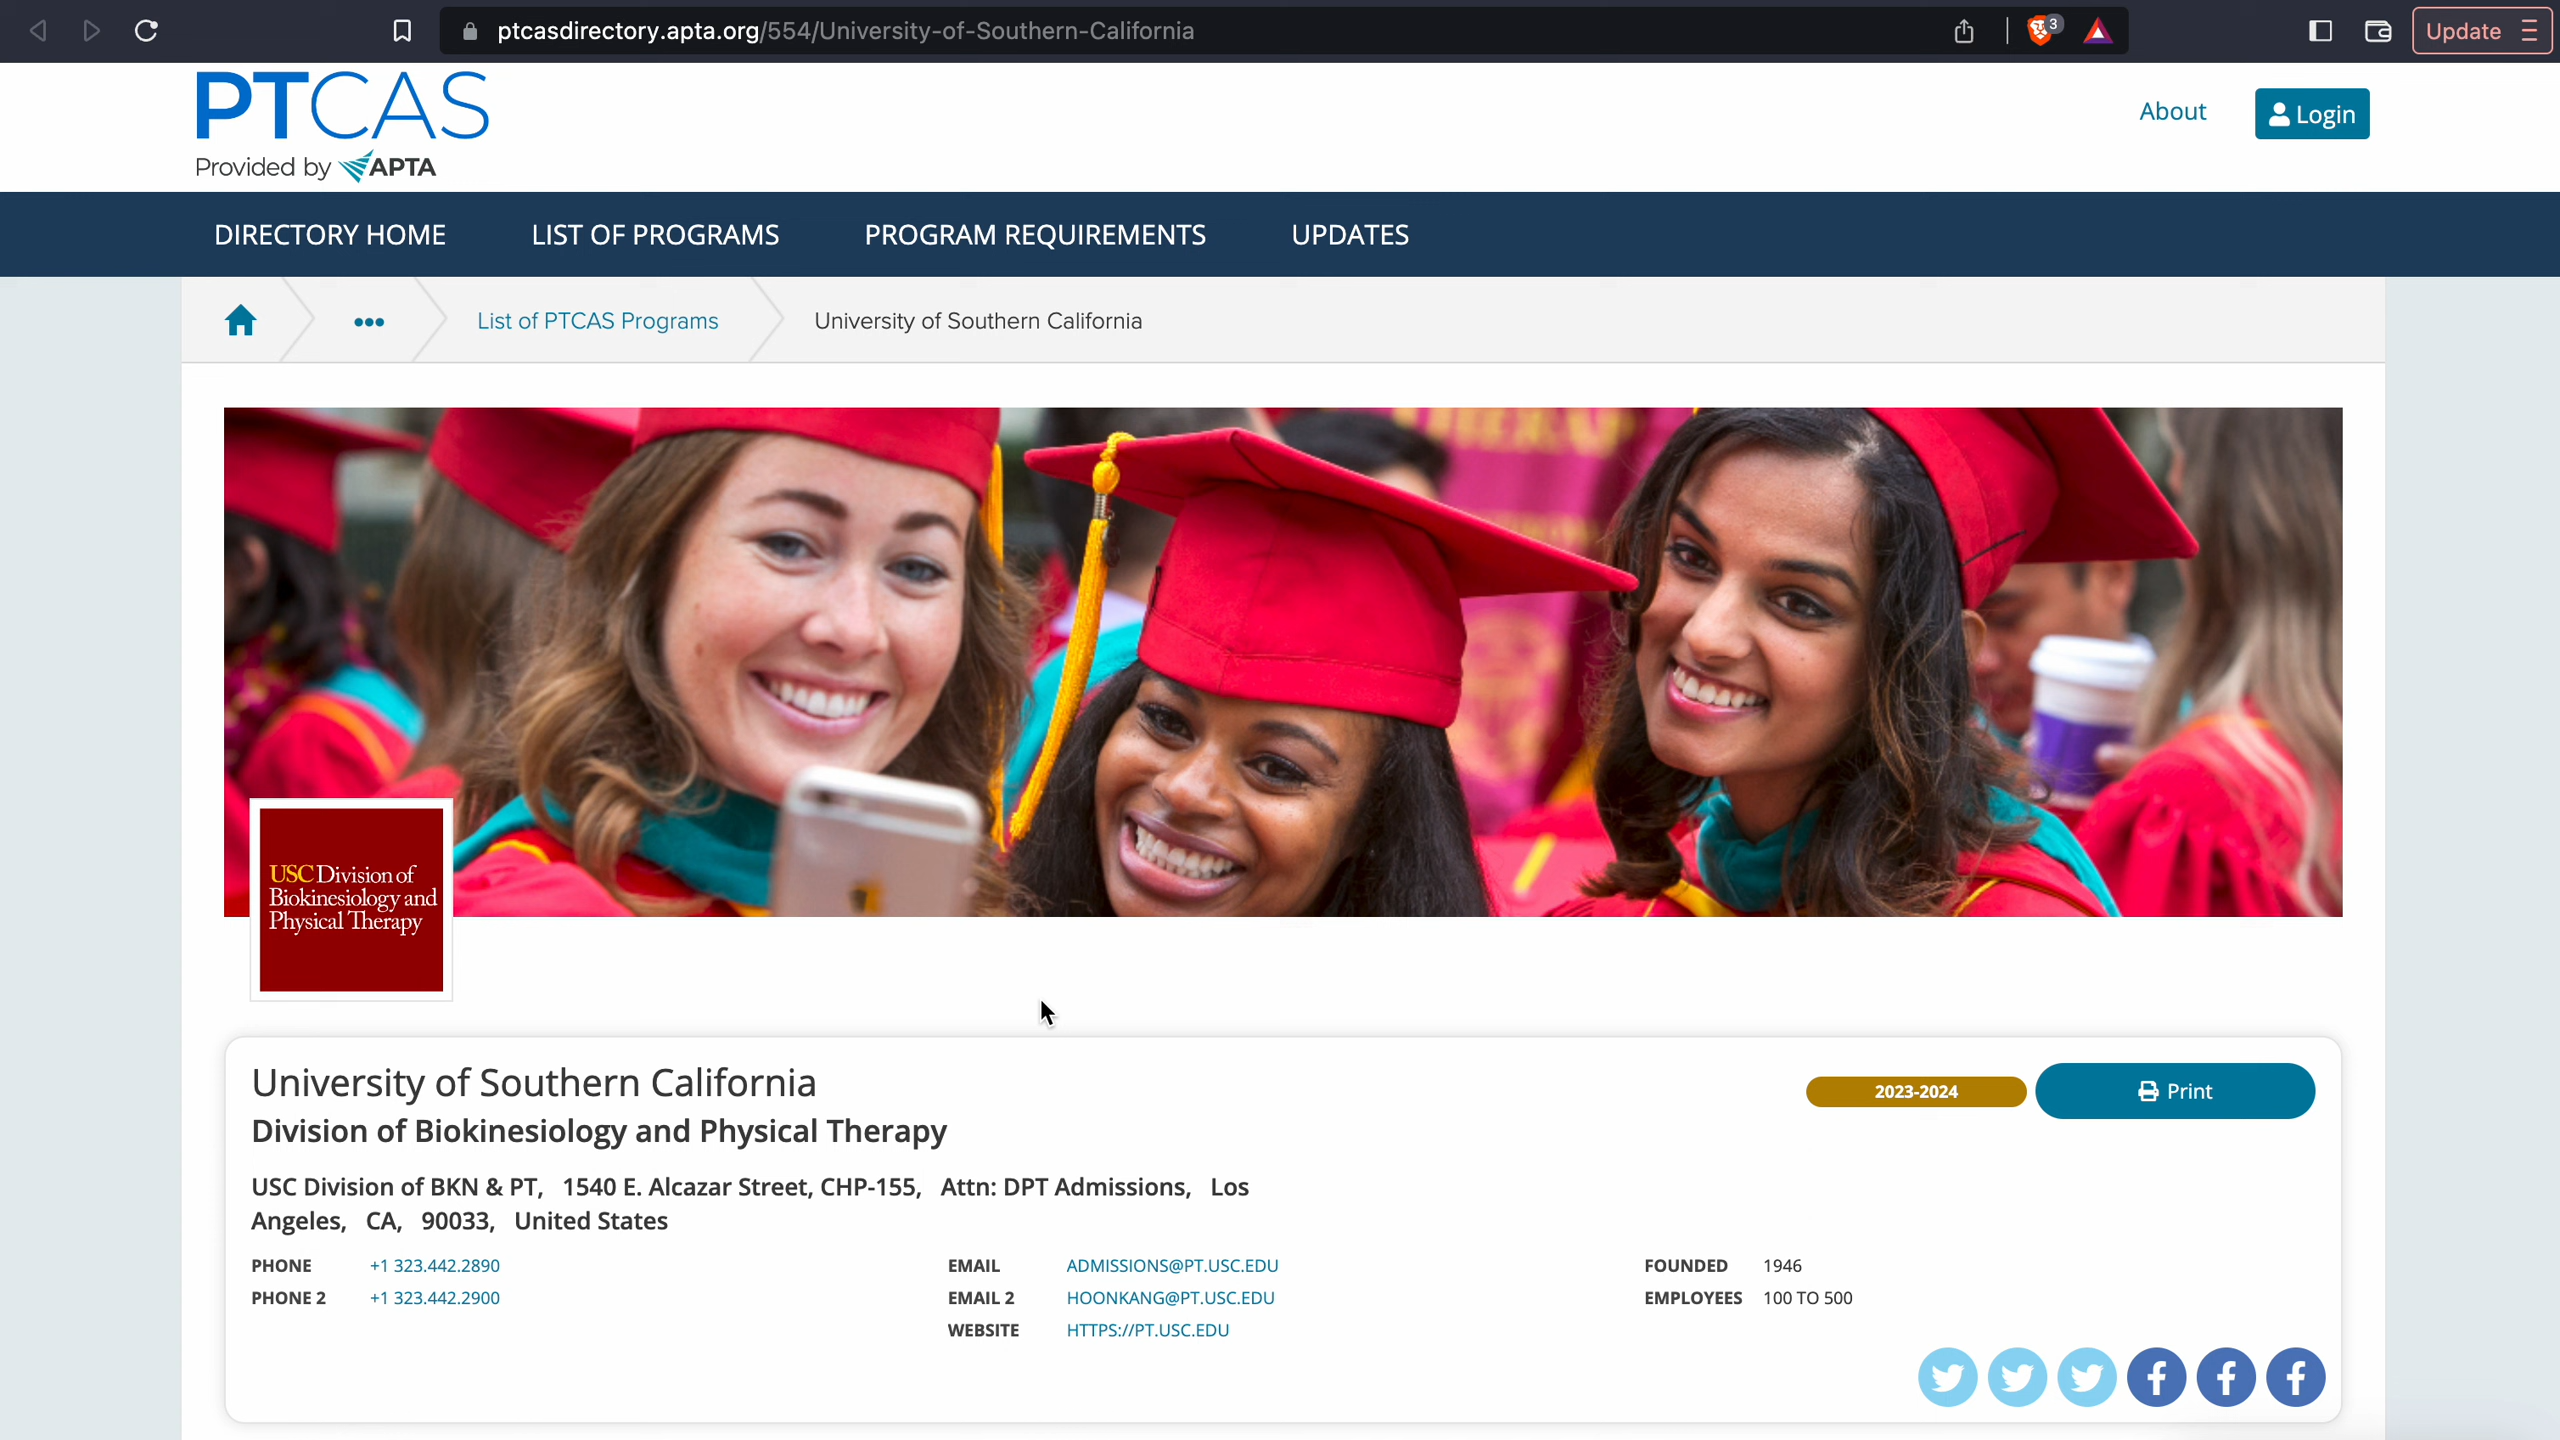 ptcasdirectory.apta.org/554/University-of-Southern-California
3
Update
PTCAS
Provided by APTA
About
Login
DIRECTORY HOME
LIST OF PROGRAMS
PROGRAM REQUIREMENTS
UPDATES
List of PTCAS Programs
University of Southern California
USC Division of
Biokinesiology and
Physical Therapy
University of Southern California
2023-2024
Print
Division of Biokinesiology and Physical Therapy
USC Division of BKN & PT, 1540 E. Alcazar Street, CHP-155, Attn: DPT Admissions, Los
Angeles, CA, 90033, United States
PHONE +1 323.442.2890
PHONE 2 +1 323.442.2900
EMAIL ADMISSIONS@PT.USC.EDU
EMAIL 2 HOONKANG@PT.USC.EDU
WEBSITE HTTPS://PT.USC.EDU
FOUNDED 1946
EMPLOYEES 100 TO 500